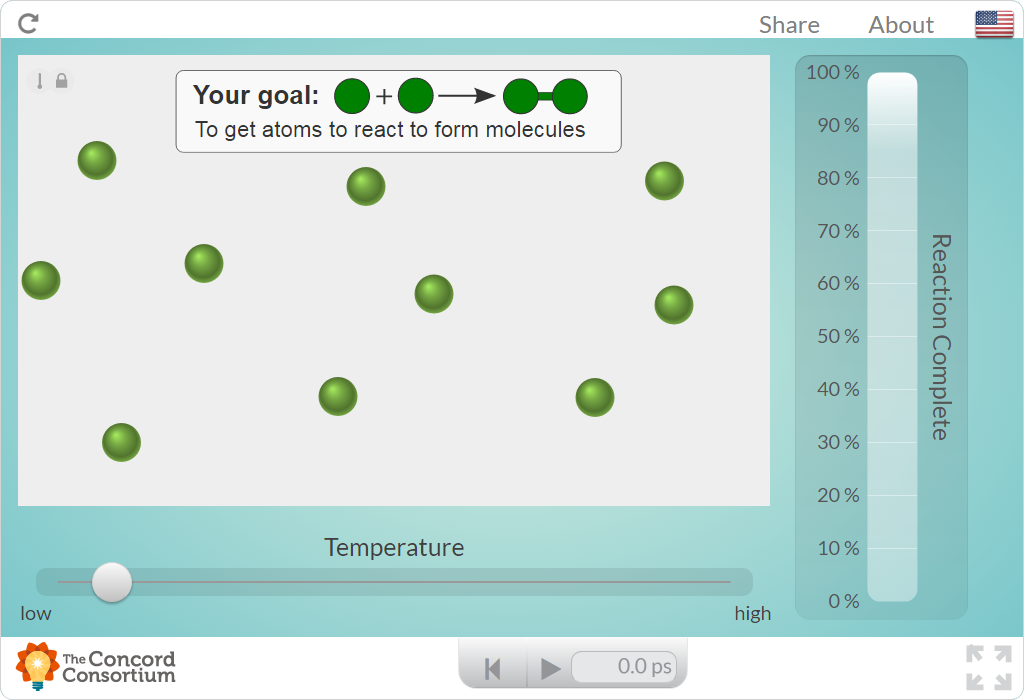 Share About
Your goal:
To get atoms to react to form molecules
100 %
90 %
80 %
70 %
60 %
50 %
40 %
30 %
20 %
10 %
0 %
Reaction Complete
Temperature
low high
The Concord
Consortium
0.0 ps